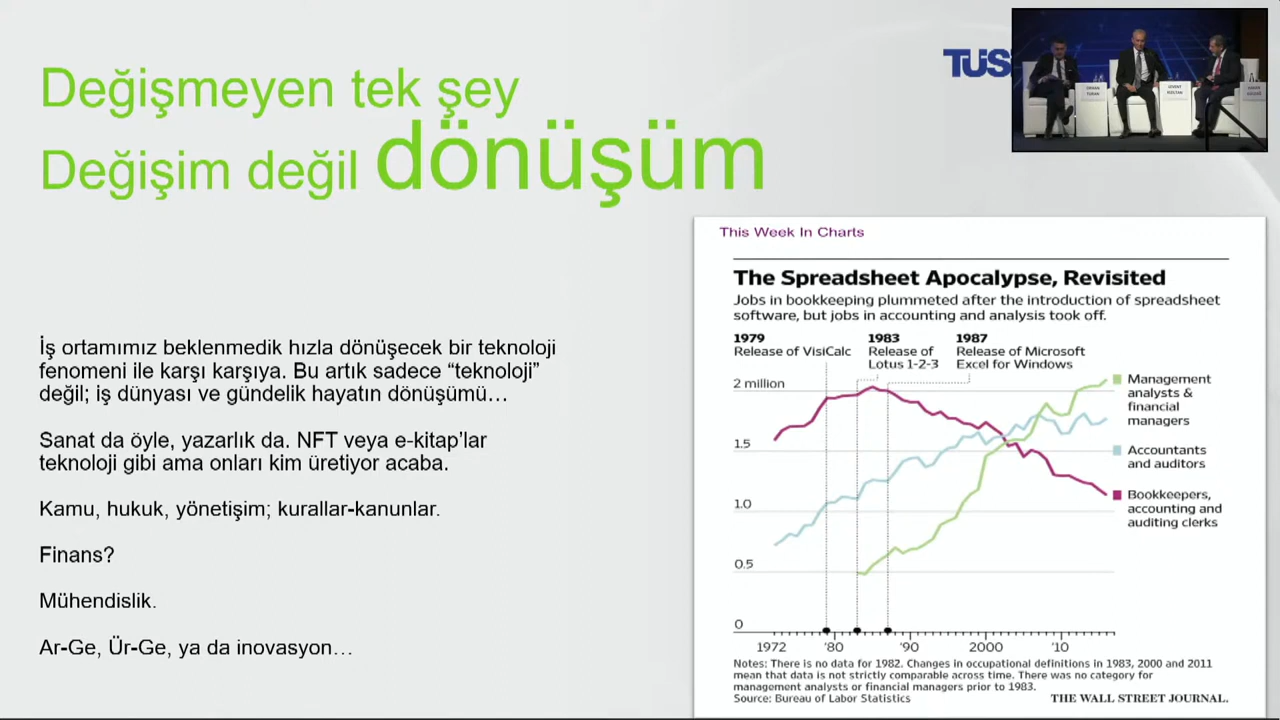 Değişmeyen tek şey
Değişim değil dönüşüm
TÜS
İş ortamımız beklenmedik hızla dönüşecek bir teknoloji
fenomeni ile karşı karşıya. Bu artık sadece “teknoloji”
değil; iş dünyası ve gündelik hayatın dönüşümü…
Sanat da öyle, yazarlık da. NFT veya e-kitap’lar
teknoloji gibi ama onları kim üretiyor acaba.
Kamu, hukuk, yönetişim; kurallar-kanunlar.
Finans?
Mühendislik.
Ar-Ge, Ür-Ge, ya da inovasyon…
This Week In Charts
The Spreadsheet Apocalypse, Revisited
Jobs in bookkeeping plummeted after the introduction of spreadsheet
software, but jobs in accounting and analysis took off.
1979
Release of VisiCalc
1983
Release of
Lotus 1-2-3
1987
Release of Microsoft
Excel for Windows
2 million
1.5
1.0
0.5
0
Management
analysts &
financial
managers
Accountants
and auditors
Bookkeepers,
accounting and
auditing clerks
1972 ’80 ’90 2000 ’10
Notes: There is no data for 1982. Changes in occupational definitions in 1983, 2000 and 2011
mean that data is not strictly comparable across time. There was no category for
management analysts or financial managers prior to 1983.
Source: Bureau of Labor Statistics
THE WALL STREET JOURNAL.